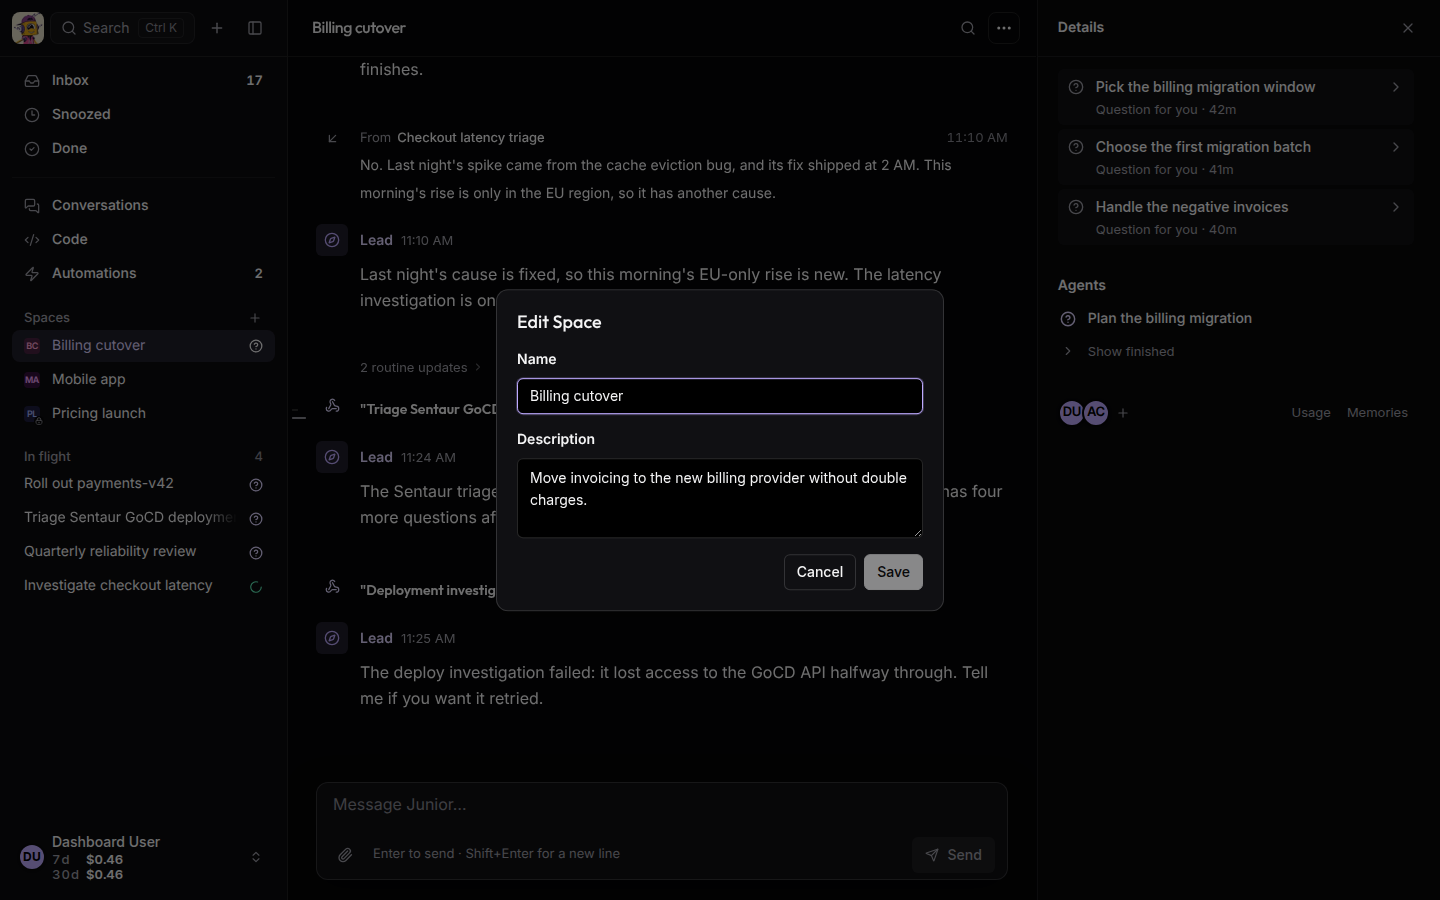 Search Ctrl K
Inbox 17
Snoozed
Done
Conversations
Code
Automations 2
Spaces
BC Billing cutover
MA Mobile app
PL Pricing launch
In flight 4
Roll out payments-v42
Triage Sentaur GoCD deployme
Quarterly reliability review
Investigate checkout latency
DU Dashboard User
7d $0.46
30d $0.46
Billing cutover
finishes.
From Checkout latency triage 11:10 AM
No. Last night's spike came from the cache eviction bug, and its fix shipped at 2 AM. This
morning's rise is only in the EU region, so it has another cause.
Lead 11:10 AM
Last night's cause is fixed, so this morning's EU-only rise is new. The latency
investigation is on
2 routine updates
"Triage Sentaur GoCD
Lead 11:24 AM
The Sentaur triage has four
more questions af
"Deployment investig
Lead 11:25 AM
The deploy investigation failed: it lost access to the GoCD API halfway through. Tell
me if you want it retried.
Message Junior...
Enter to send · Shift+Enter for a new line
Send
Edit Space
Name
Billing cutover
Description
Move invoicing to the new billing provider without double
charges.
Cancel Save
Details
Pick the billing migration window
Question for you · 42m
Choose the first migration batch
Question for you · 41m
Handle the negative invoices
Question for you · 40m
Agents
Plan the billing migration
Show finished
DU AC Usage Memories